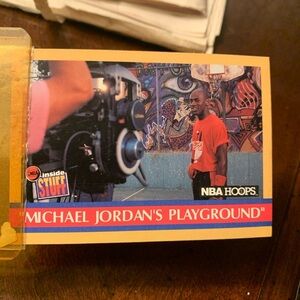 inside
STUFF
NBA HOOPS
"MICHAEL JORDAN'S PLAYGROUND"